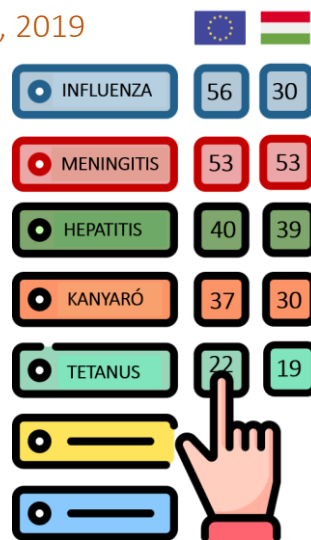 , 2019
INFLUENZA 56 30
MENINGITIS 53 53
HEPATITIS 40 39
KANYARÓ 37 30
TETANUS 22 19